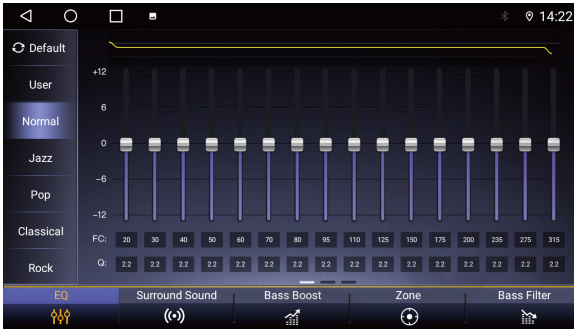 14:22
Default
User
Normal
Jazz
Pop
Classical
Rock
+12
6
0
−6
−12
FC: 20 30 40 50 60 70 80 95 110 125 150 175 200 235 275 315
Q: 2.2 2.2 2.2 2.2 2.2 2.2 2.2 2.2 2.2 2.2 2.2 2.2 2.2 2.2 2.2 2.2
EQ Surround Sound Bass Boost Zone Bass Filter